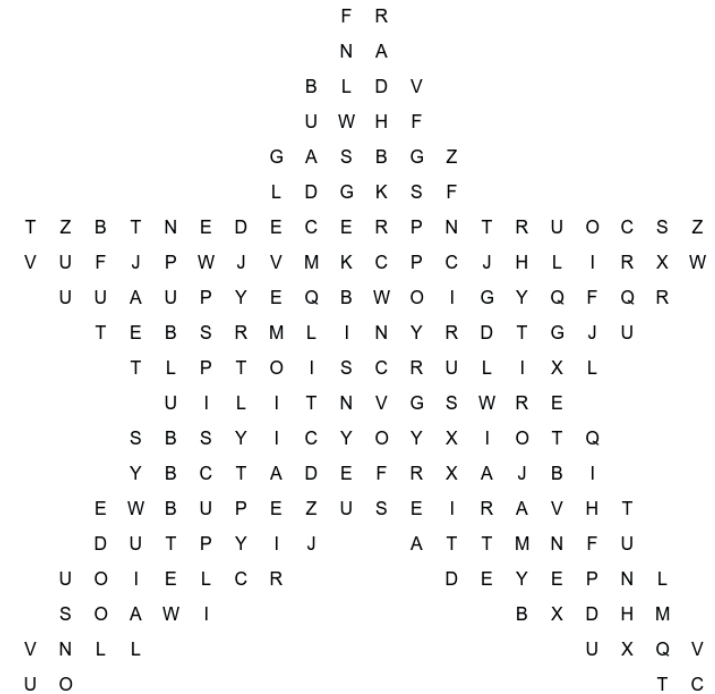 F R
N A
B L D V
U W H F
G A S B G Z
L D G K S F
T Z B T N E D E C E R P N T R U O C S Z
V U F J P W J V M K C P C J H L I R X W
U U A U P Y E Q B W O I G Y Q F Q R
T E B S R M L I N Y R D T G J U
T L P T O I S C R U L I X L
U I L I T N V G S W R E
S B S Y I C Y O Y X I O T Q
Y B C T A D E F R X A J B I
E W B U P E Z U S E I R A V H T
D U T P Y I J A T T M N F U
U O I E L C R D E Y E P N L
S O A W I B X D H M
V N L L U X Q V
U O T C